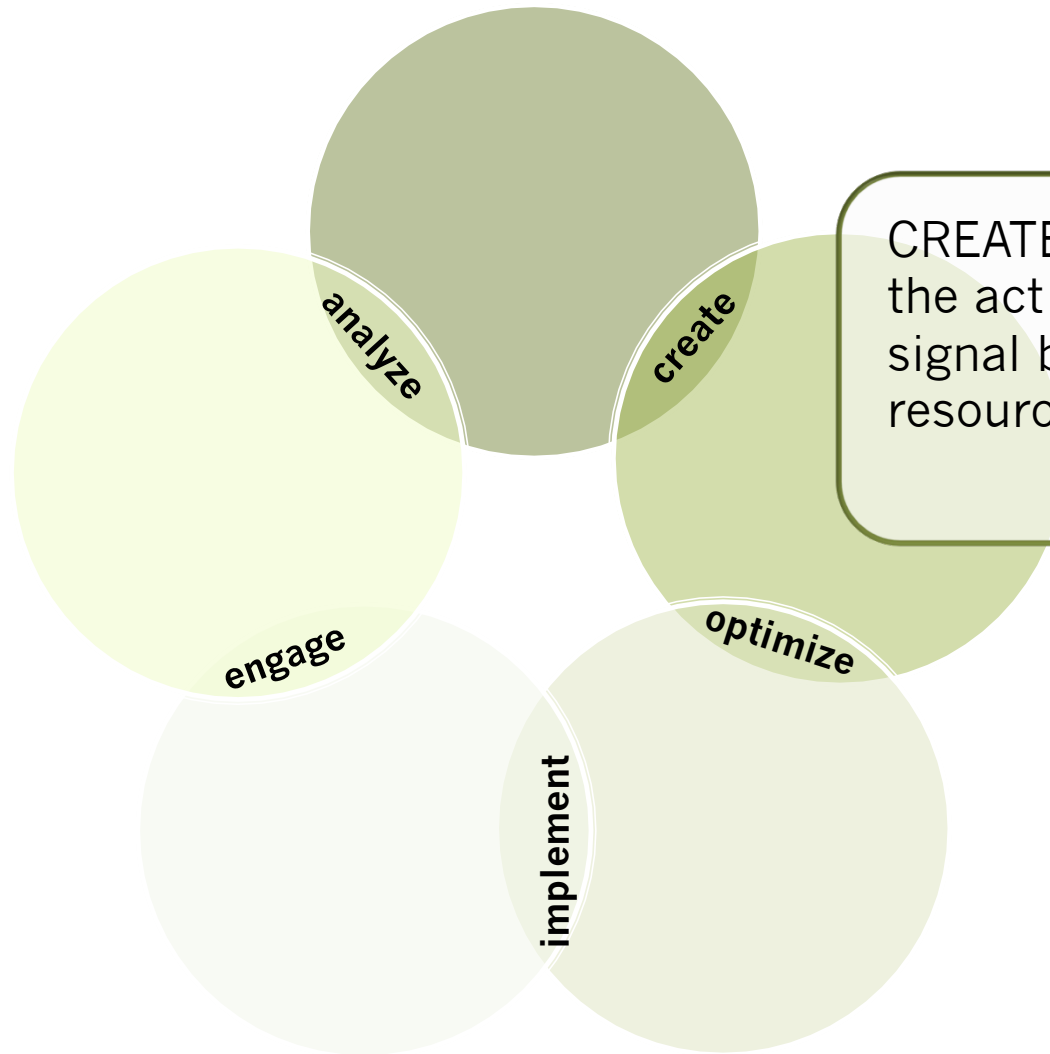 analyze
create
CREATE
the act
signal b
resourc
optimize
engage
implement